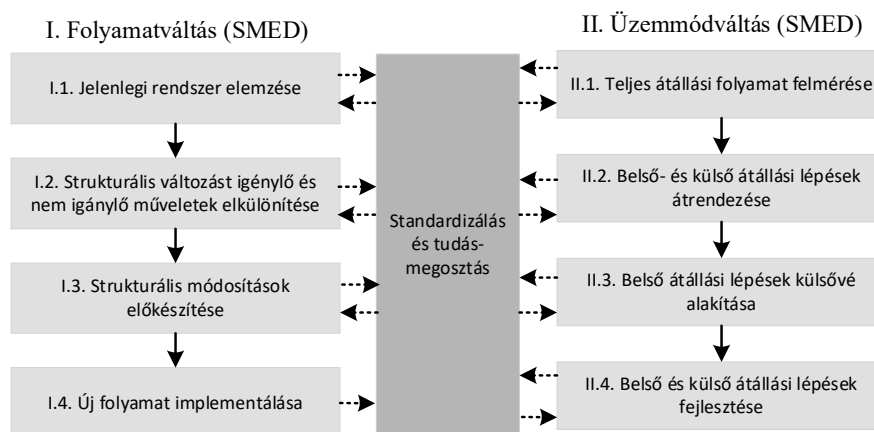 I. Folyamatváltás (SMED)
I.1. Jelenlegi rendszer elemzése
I.2. Strukturális változást igénylő és
nem igánylő műveletek elkülönítése
I.3. Strukturális módosítások
előkészítése
I.4. Új folyamat implementálása
Standardizálás
és tudás-
megosztás
II. Üzemmódváltás (SMED)
II.1. Teljes átállási folyamat felmérése
II.2. Belső- és külső átállási lépések
átrendezése
II.3. Belső átállási lépések külsővé
alakítása
II.4. Belső és külső átállási lépések
fejlesztése